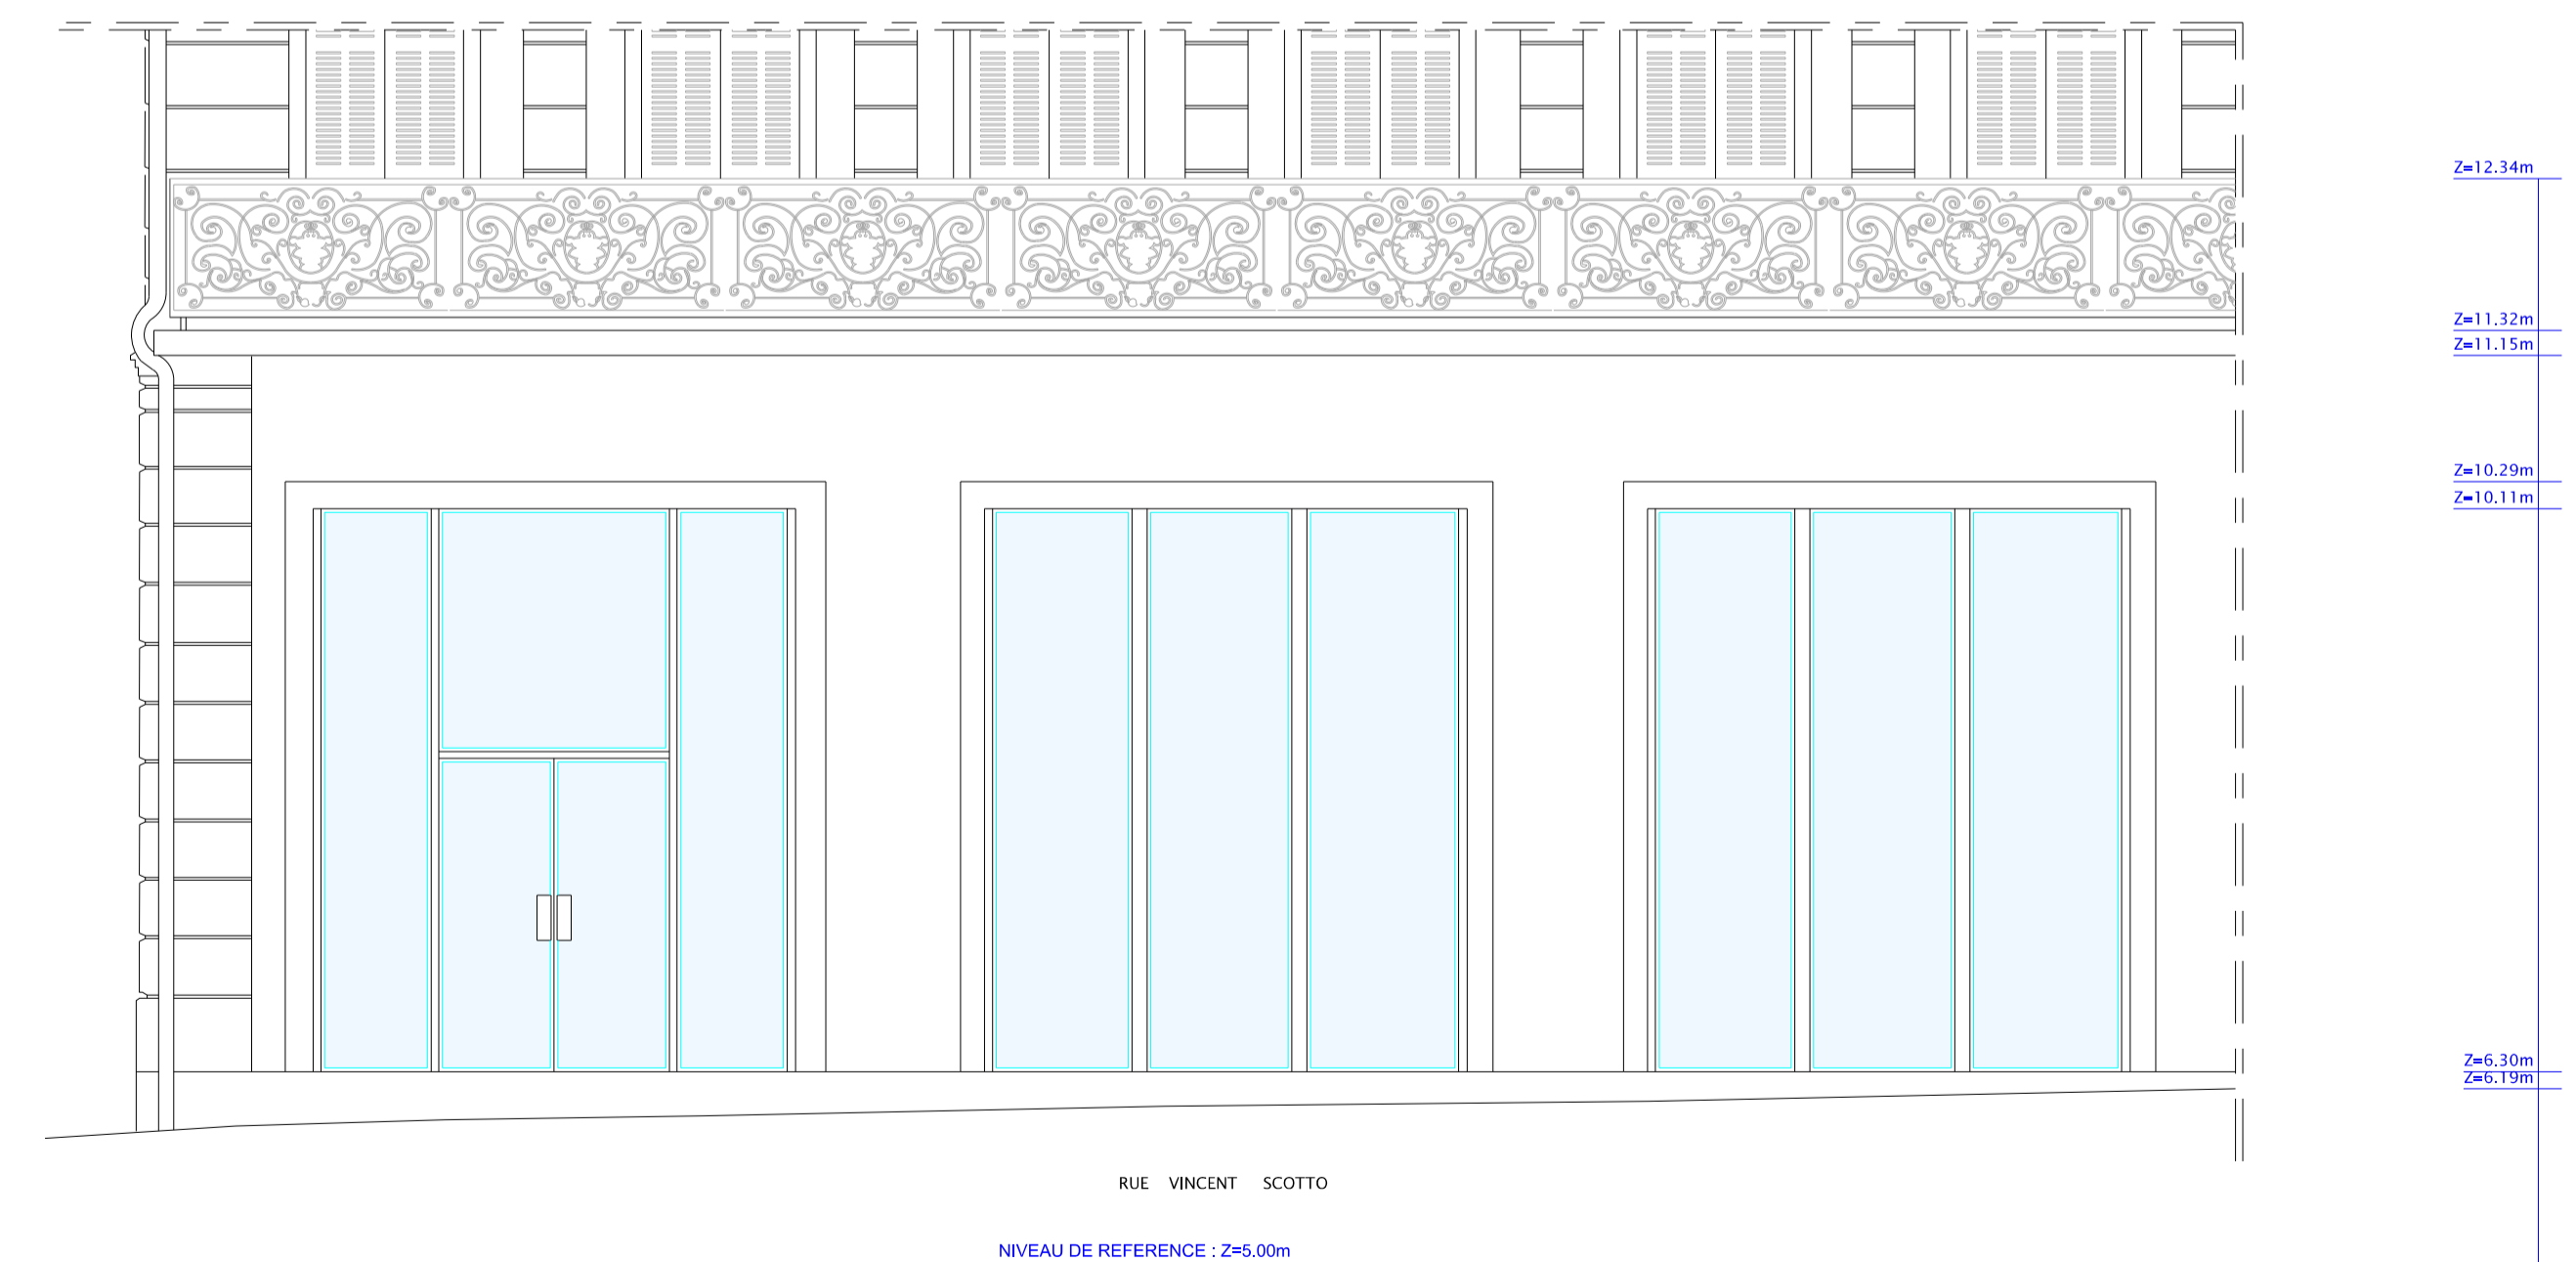 Z=12.34m
Z=11.32m
Z=11.15m
Z=10.29m
Z=10.11m
Z=6.30m
Z=6.19m
RUE VINCENT SCOTTO
NIVEAU DE REFERENCE : Z=5.00m